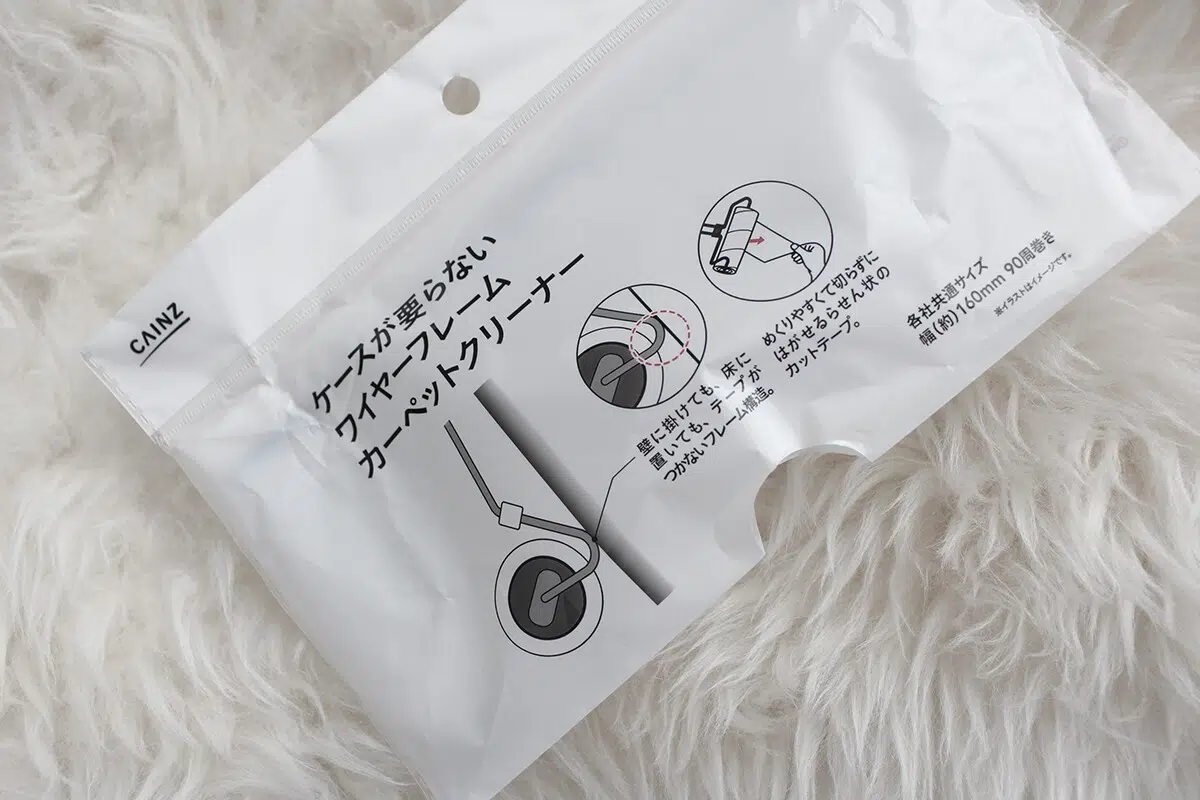 CAINZ
ケースが要らない
ワイヤーフレーム
カーペットクリーナー
壁に掛けても、床に
置いても、テープが
つかないフレーム構造。
めくりやすくて切らずに
はがせるらせん状の
カットテープ。
各社共通サイズ
幅(約)160mm 90周巻き
※イラストはイメージです。